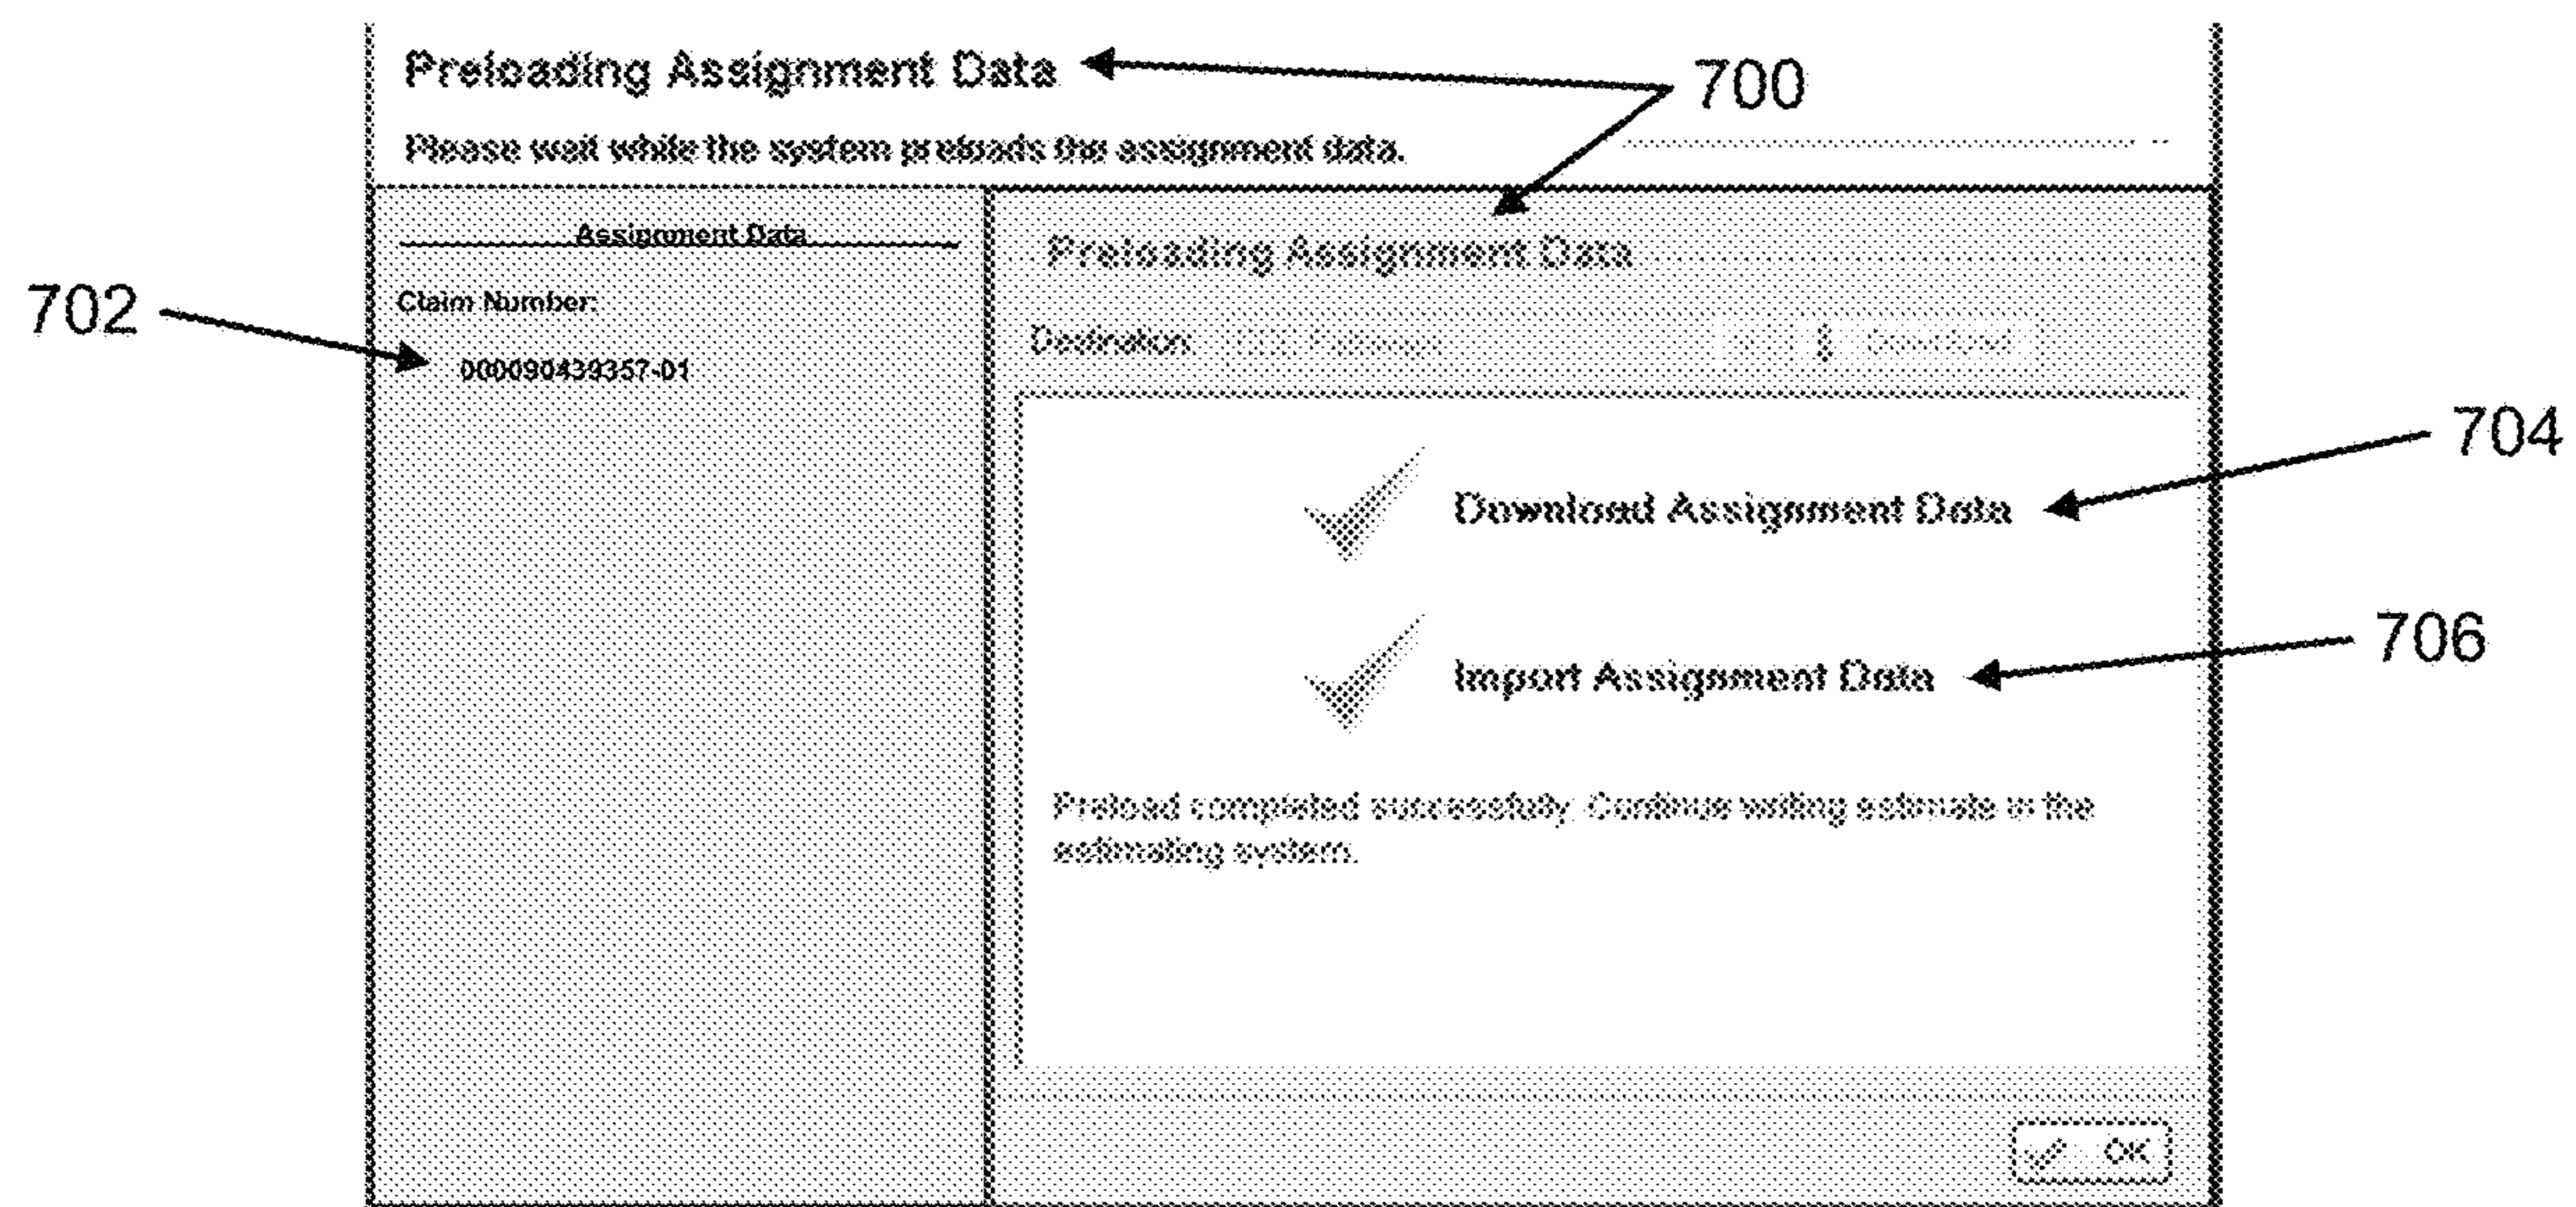 Preloading Assignment Data
700
Please wait while the system preloads the assignment data.
Assignment Data
Preloading Assignment Data
702
Claim Number:
Destination:
Download
000090439357-01
704
Download Assignment Data
706
Import Assignment Data
Preload completed successfully. Continue writing estimate in the
estimating system.
OK